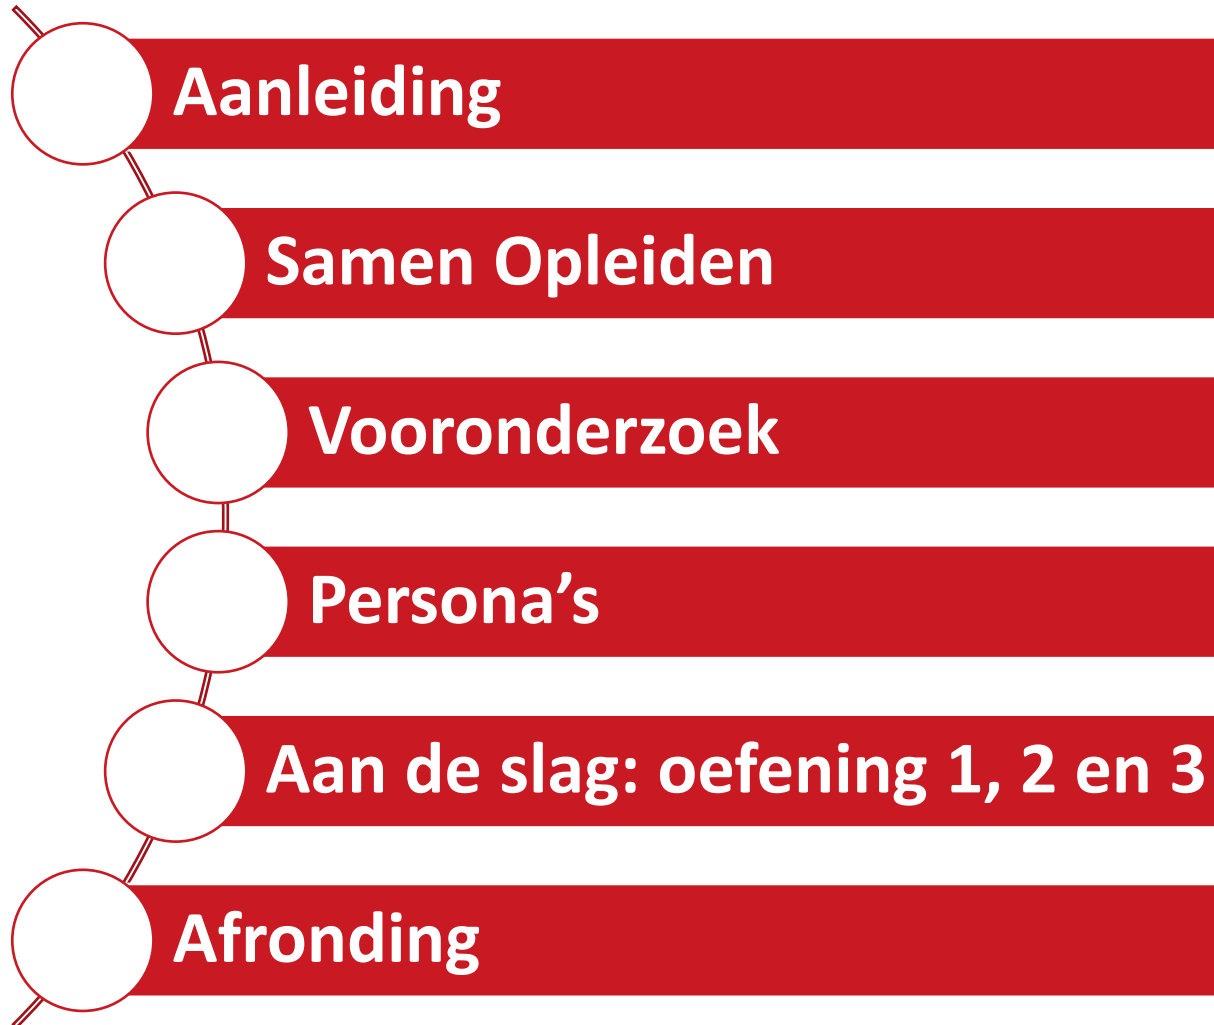 Aanleiding
Samen Opleiden
Vooronderzoek
Persona’s
Aan de slag: oefening 1, 2 en 3
Afronding